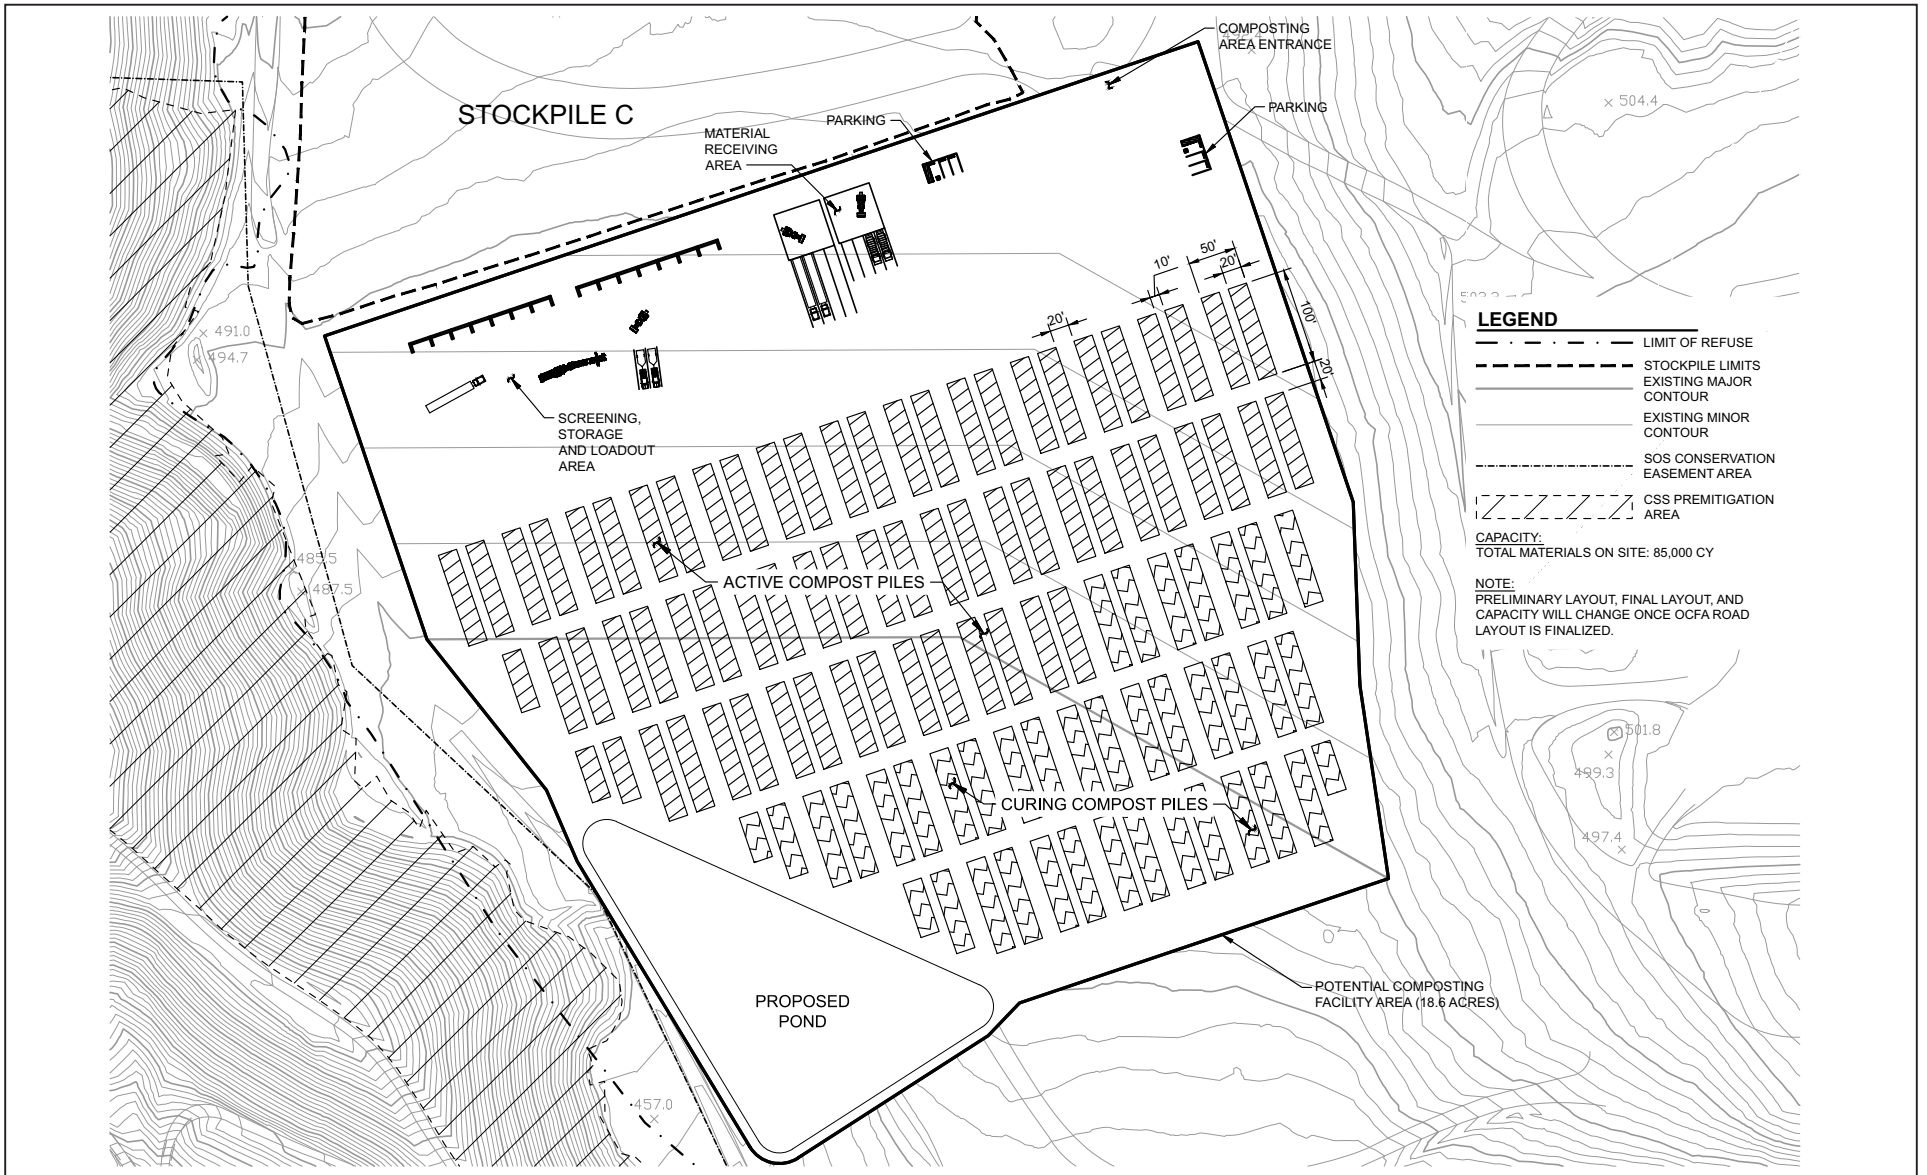 COMPOSTING
AREA ENTRANCE
504.4
STOCKPILE C
PARKING
PARKING
MATERIAL
RECEIVING
AREA
50'
10'
20'
100'
20'
20'
491.0
494.7
LEGEND
LIMIT OF REFUSE
STOCKPILE LIMITS
EXISTING MAJOR
CONTOUR
EXISTING MINOR
CONTOUR
SOS CONSERVATION
EASEMENT AREA
CSS PREMITIGATION
AREA
CAPACITY:
TOTAL MATERIALS ON SITE: 85,000 CY
NOTE:
PRELIMINARY LAYOUT, FINAL LAYOUT, AND
CAPACITY WILL CHANGE ONCE OCFA ROAD
LAYOUT IS FINALIZED.
SCREENING,
STORAGE
AND LOADOUT
AREA
485.5
487.5
ACTIVE COMPOST PILES
501.8
499.3
CURING COMPOST PILES
497.4
POTENTIAL COMPOSTING
FACILITY AREA (18.6 ACRES)
PROPOSED
POND
457.0